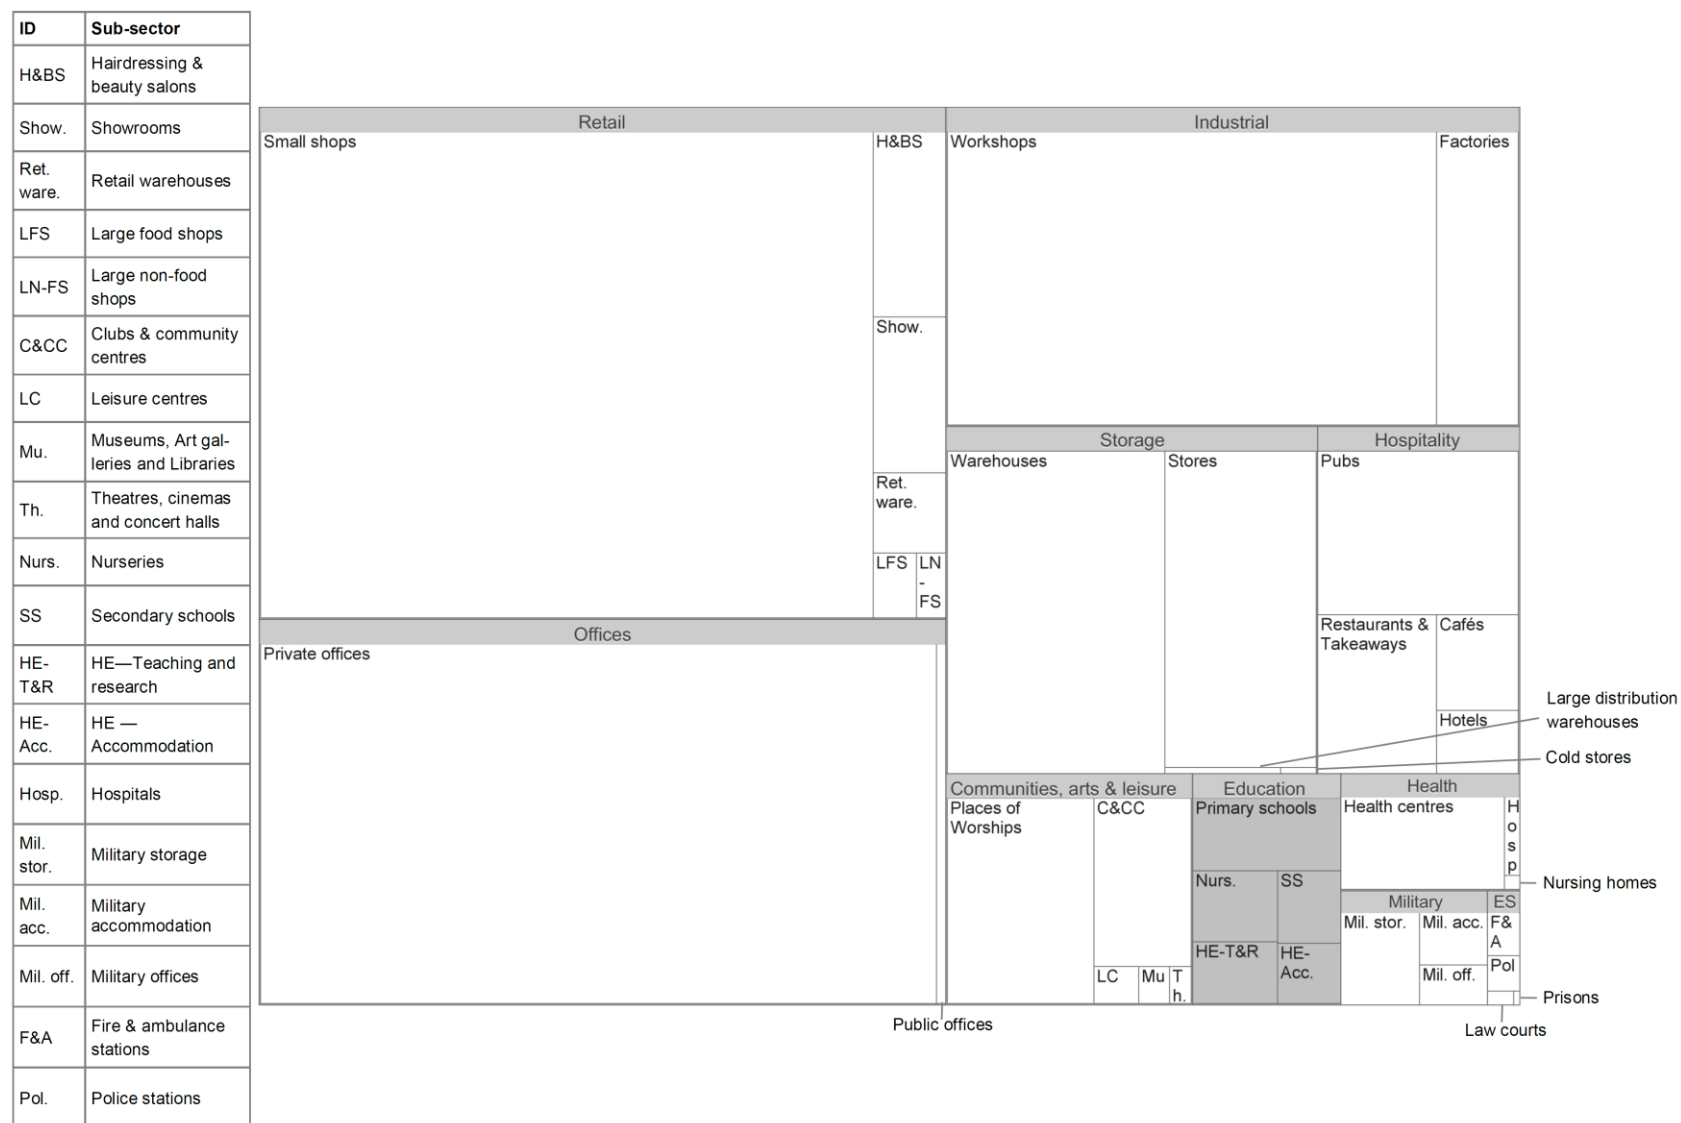 ID Sub-sector
H&BS Hairdressing &
beauty salons
Show. Showrooms
Ret.
ware. Retail warehouses
LFS Large food shops
LN-FS Large non-food
shops
C&CC Clubs & community
centres
LC Leisure centres
Mu. Museums, Art gal-
leries and Libraries
Th. Theatres, cinemas
and concert halls
Nurs. Nurseries
SS Secondary schools
HE-
T&R HE—Teaching and
research
HE-
Acc. HE —
Accommodation
Hosp. Hospitals
Mil.
stor. Military storage
Mil.
acc. Military
accommodation
Mil. off. Military offices
F&A Fire & ambulance
stations
Pol. Police stations
Retail
Small shops
H&BS
Show.
Ret.
ware.
LFS
LN
-
FS
Offices
Private offices
Public offices
Industrial
Workshops
Factories
Storage
Warehouses
Stores
Hospitality
Pubs
Restaurants &
Takeaways
Cafés
Hotels
Large distribution
warehouses
Cold stores
Communities, arts & leisure
Places of
Worships
C&CC
LC
Mu
T
h.
Education
Primary schools
Nurs.
SS
HE-T&R
HE-
Acc.
Health
Health centres
H
o
s
p
Nursing homes
Military
Mil. stor.
Mil. acc.
Mil. off.
ES
F&
A
Pol
Prisons
Law courts